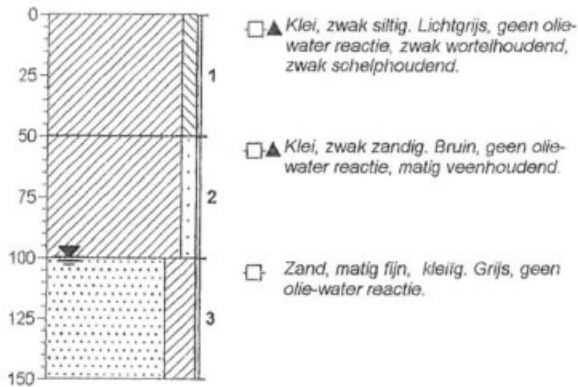 0
25
50
75
100
125
150
1
2
3
Klei, zwak siltig. Lichtgrijs, geen olie-
water reactie, zwak wortelhoudend,
zwak schelphoudend.
Klei, zwak zandig. Bruin, geen olie-
water reactie, matig veenhoudend.
Zand, matig fijn, kleiïg. Grijs, geen
olie-water reactie.